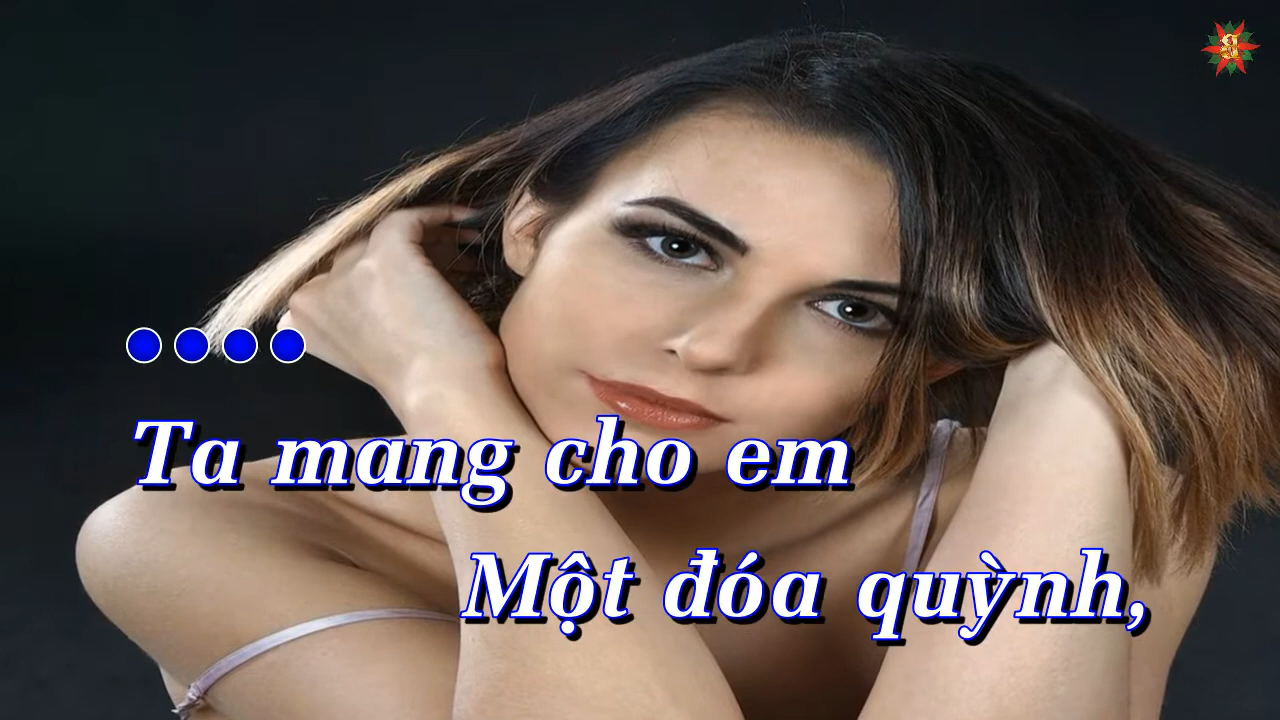 Ta mang cho em
Một đóa quỳnh,